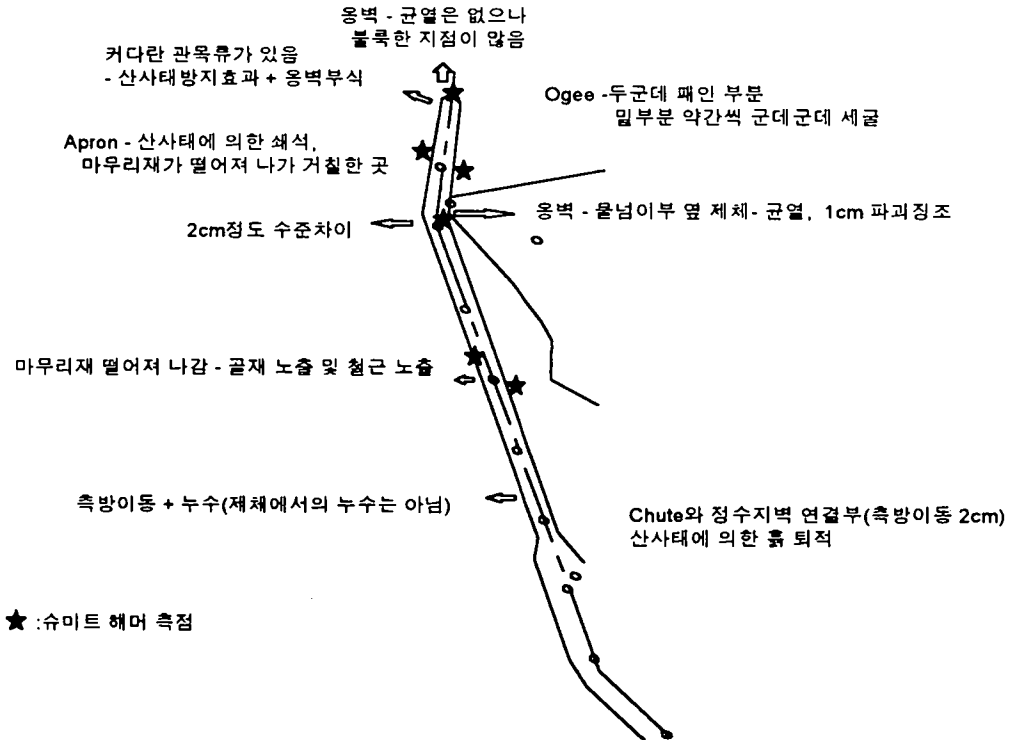 옹벽 - 균열은 없으나
불룩한 지점이 많음
커다란 관목류가 있음
- 산사태방지효과 + 옹벽부식
Ogee -두군데 패인 부분
밑부분 약간씩 군데군데 세굴
Apron - 산사태에 의한 쇄석,
마무리재가 떨어져 나가 거칠한 곳
옹벽 - 물넘이부 옆 제체- 균열, 1cm 파괴징조
2cm정도 수준차이
마무리재 떨어져 나감 - 골재 노출 및 철근 노출
측방이동 + 누수(제채에서의 누수는 아님)
Chute와 정수지벽 연결부(측방이동 2cm)
산사태에 의한 흙 퇴적
★ :슈미트 해머 측점